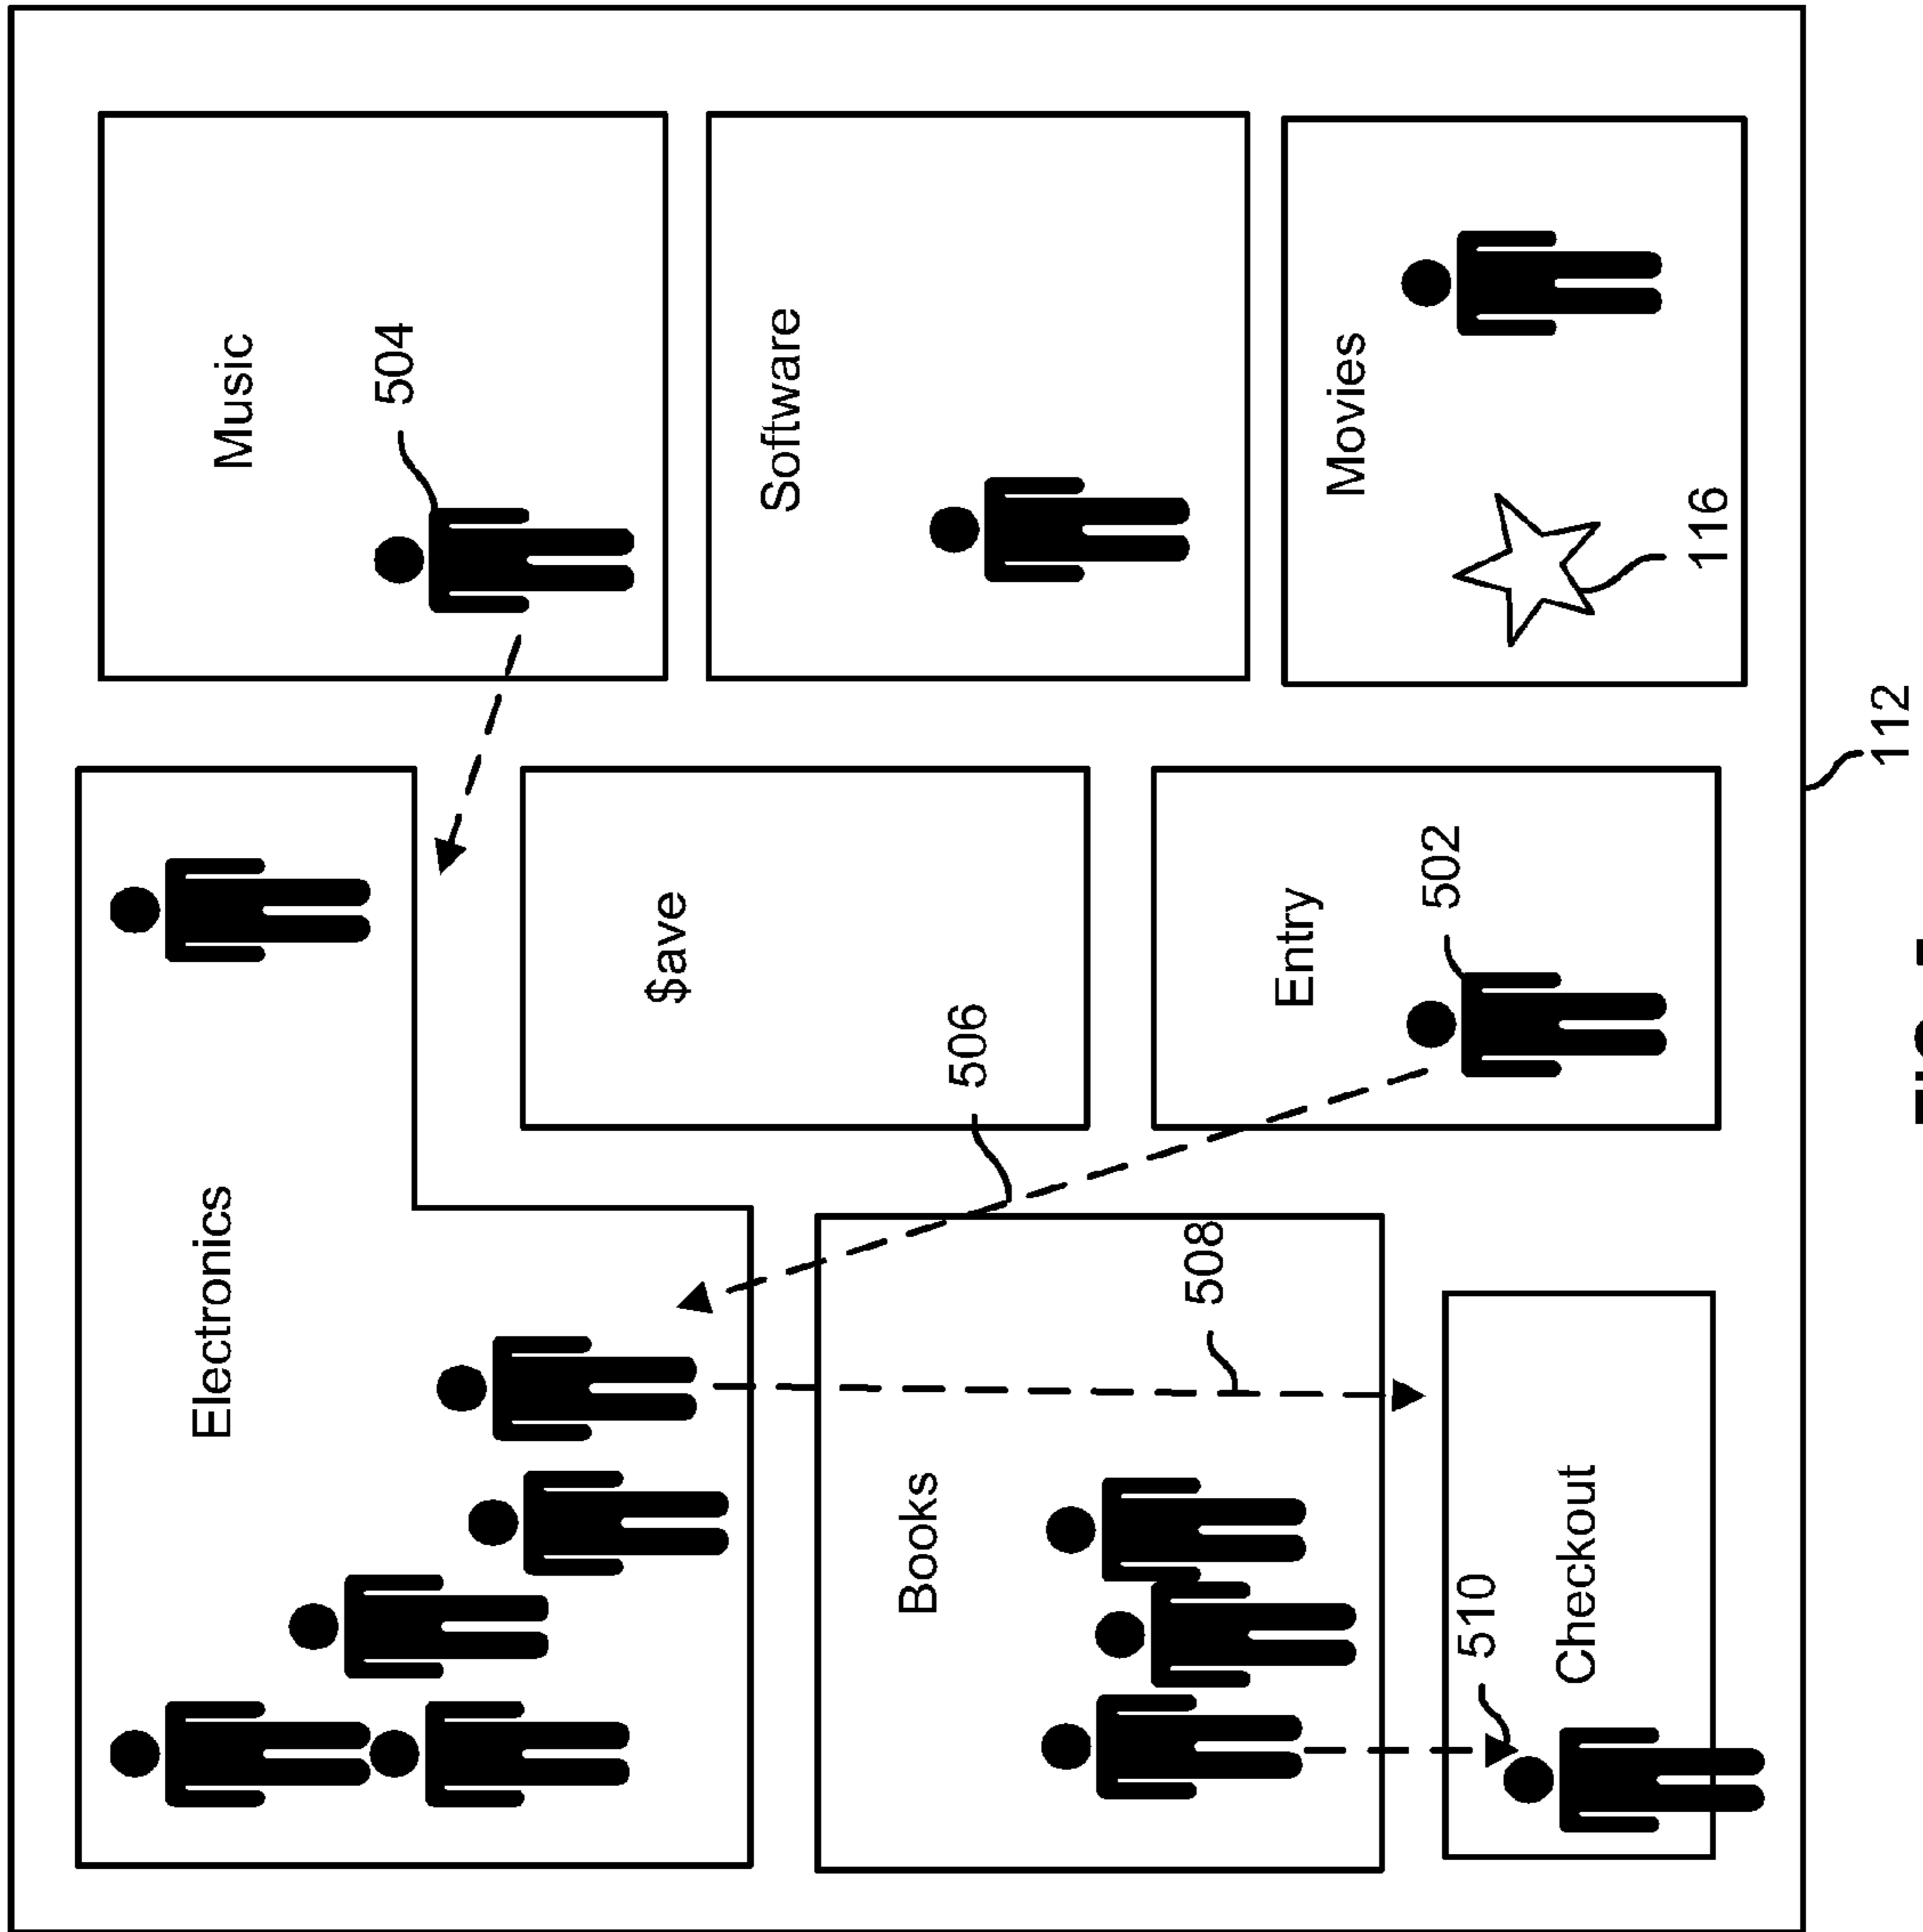 Electronics
Music
504
$ave
Software
Books
506
508
Entry
Movies
502
510
Checkout
116
112